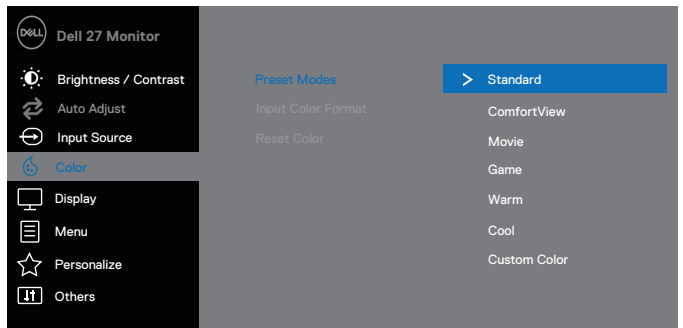 DELL Dell 27 Monitor
Brightness / Contrast Preset Modes > Standard
Auto Adjust Input Color Format ComfortView
Input Source Reset Color Movie
Color Game
Display Warm
Menu Cool
Personalize Custom Color
Others